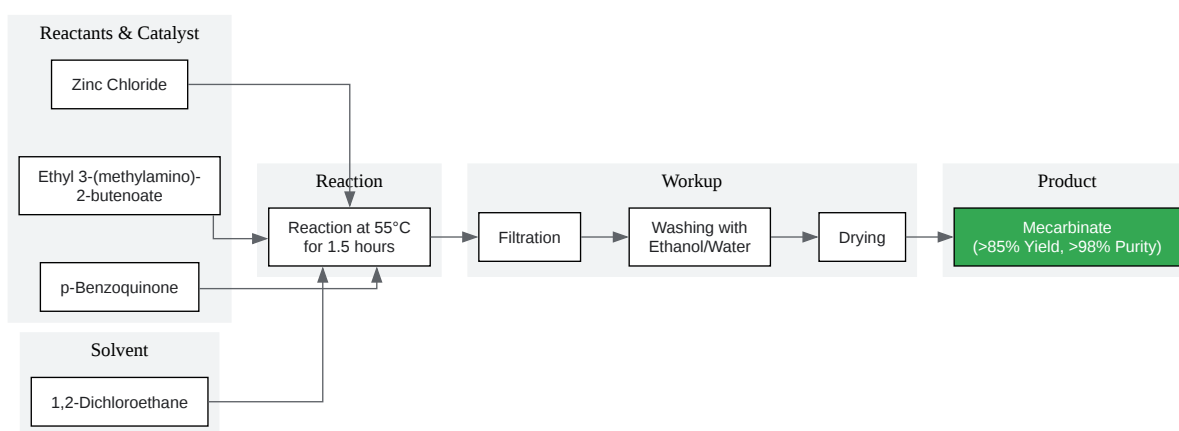 Reactants & Catalyst
Zinc Chloride
Ethyl 3-(methylamino)-
2-butenoate
p-Benzoquinone
Solvent
1,2-Dichloroethane
Reaction
Reaction at 55°C
for 1.5 hours
Workup
Filtration
Washing with
Ethanol/Water
Drying
Product
Mecarbinate
(>85% Yield, >98% Purity)